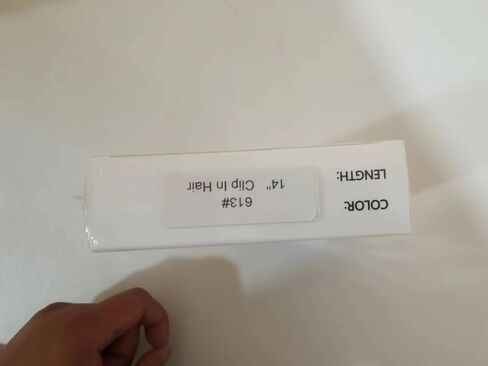 COLOR: 613#
LENGTH: 14" Clip In Hair